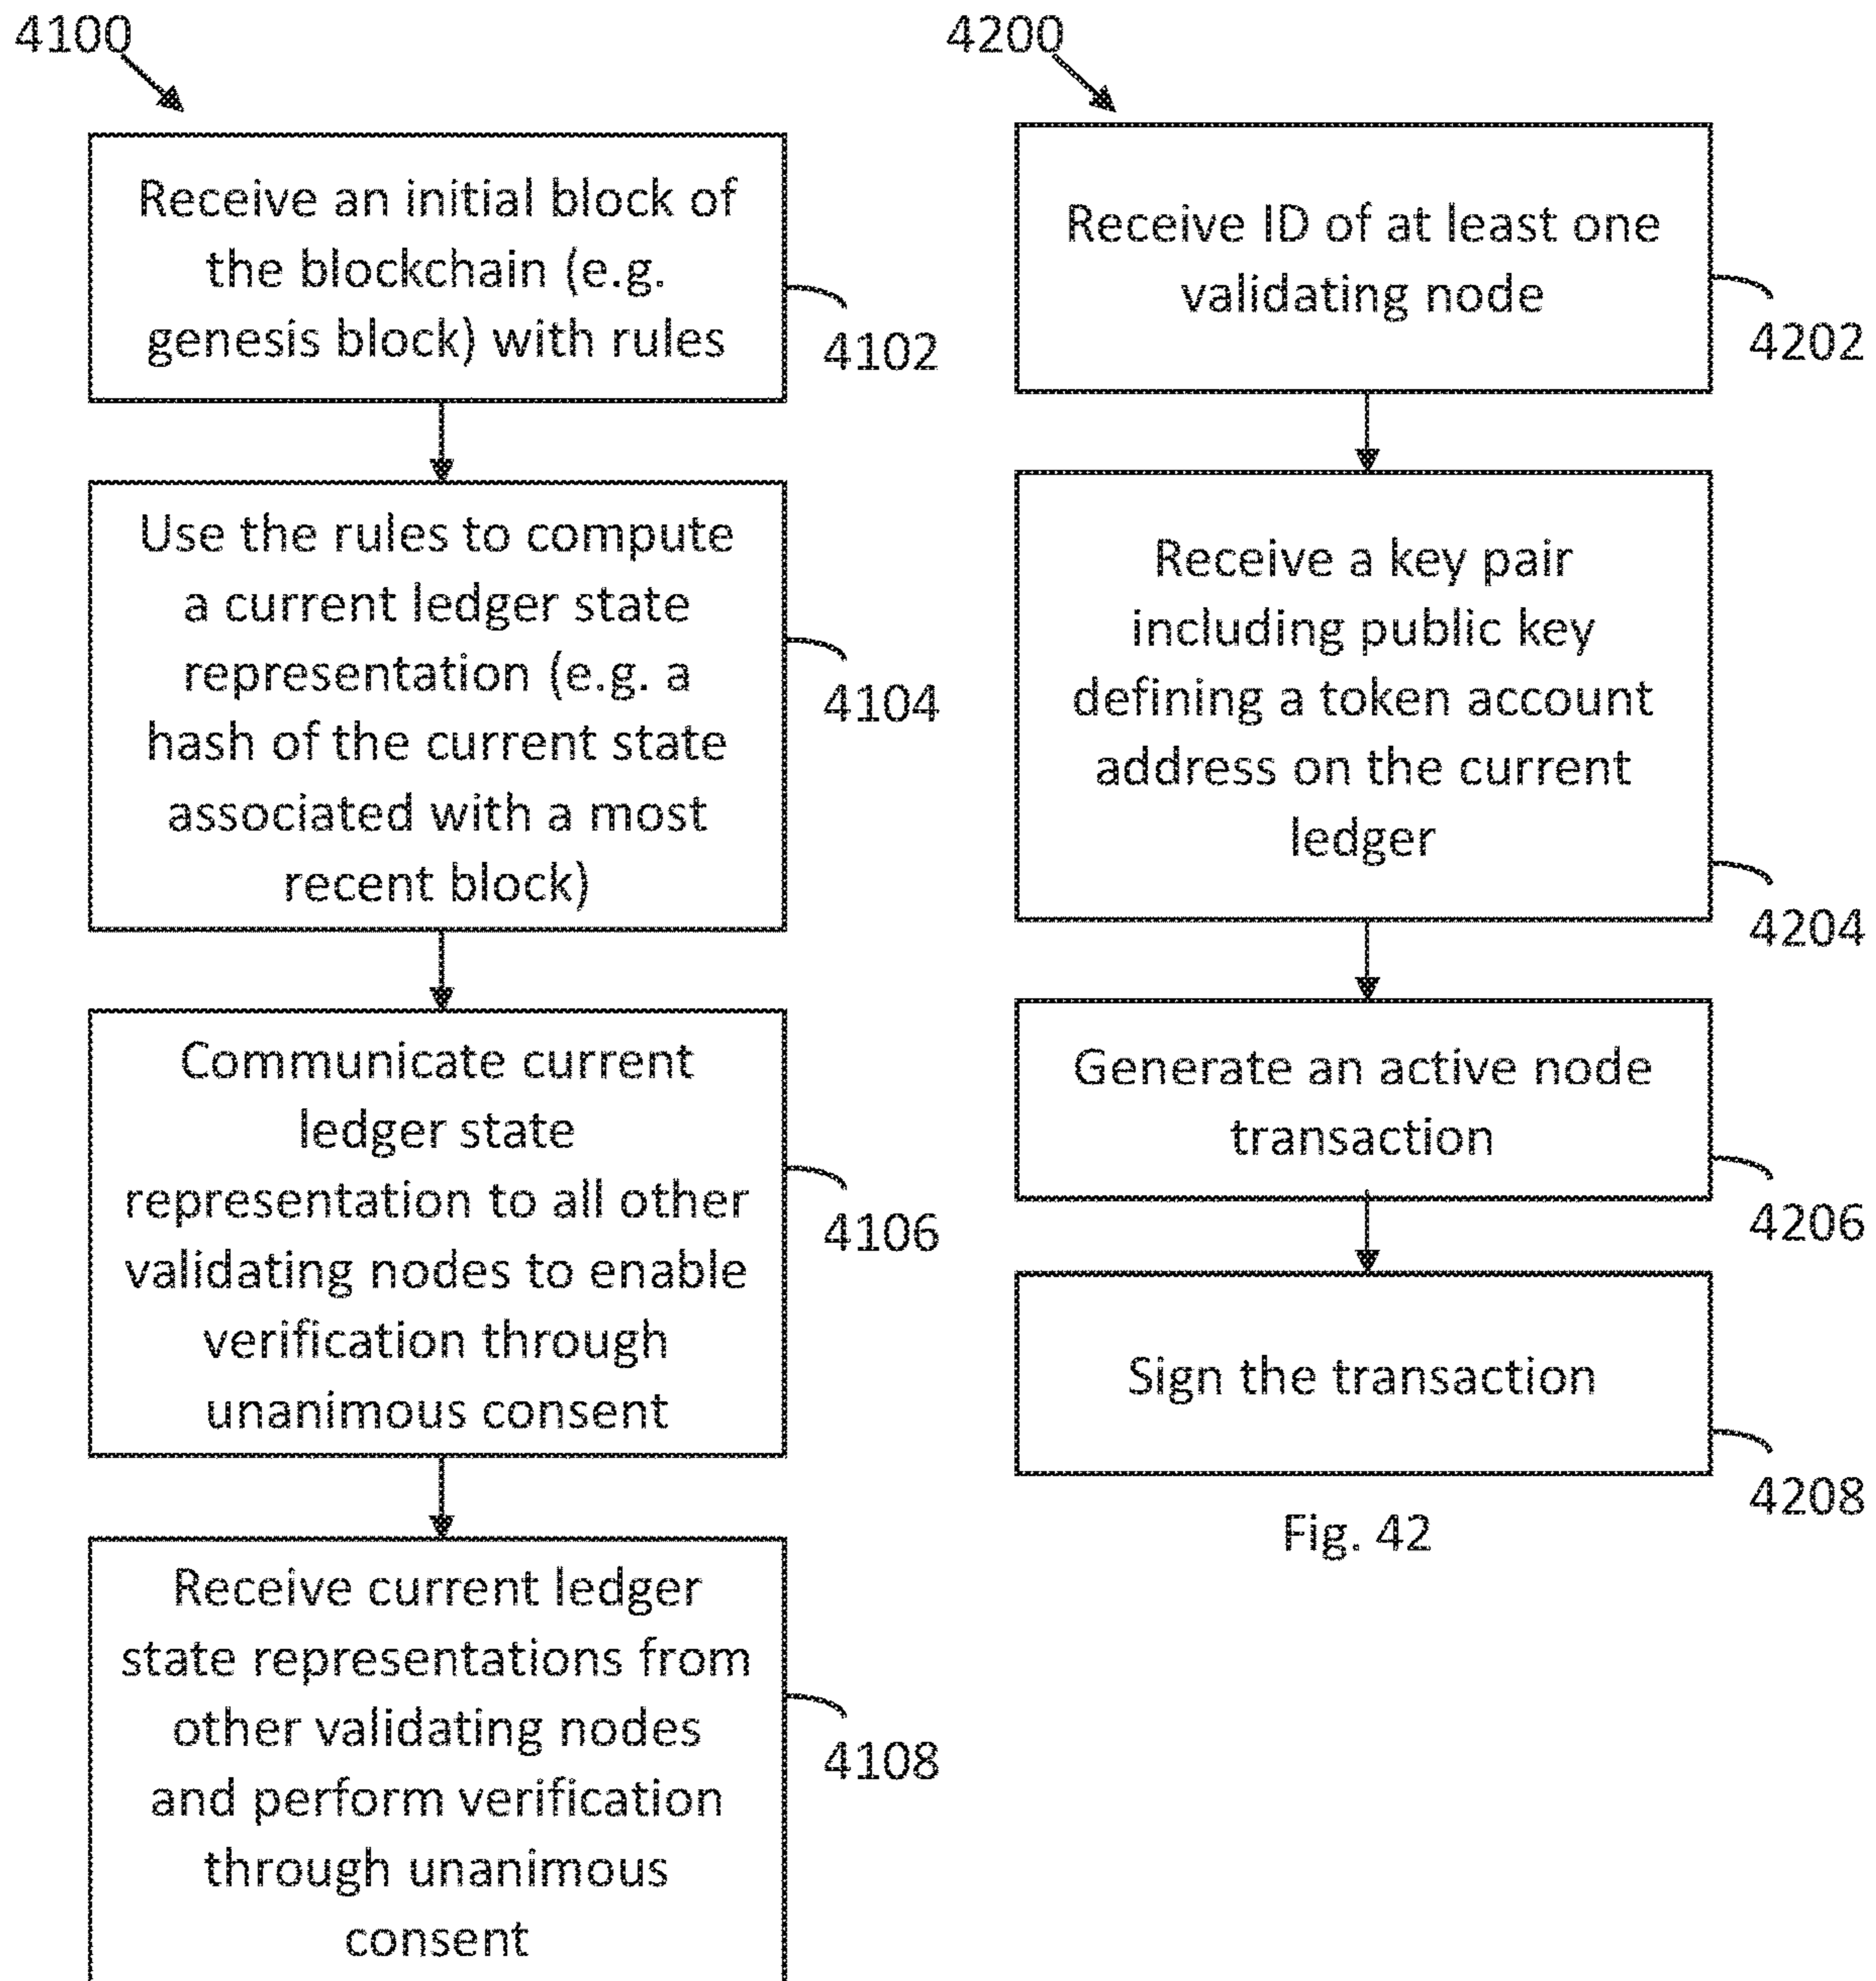 4100
Receive an initial block of
the blockchain (e.g.
genesis block) with rules
4102
Use the rules to compute
a current ledger state
representation (e.g. a
hash of the current state
associated with a most
recent block)
4104
Communicate current
ledger state
representation to all other
validating nodes to enable
verification through
unanimous consent
4106
Receive current ledger
state representations from
other validating nodes
and perform verification
through unanimous
consent
4108
4200
Receive ID of at least one
validating node
4202
Receive a key pair
including public key
defining a token account
address on the current
ledger
4204
Generate an active node
transaction
4206
Sign the transaction
4208
Fig. 42